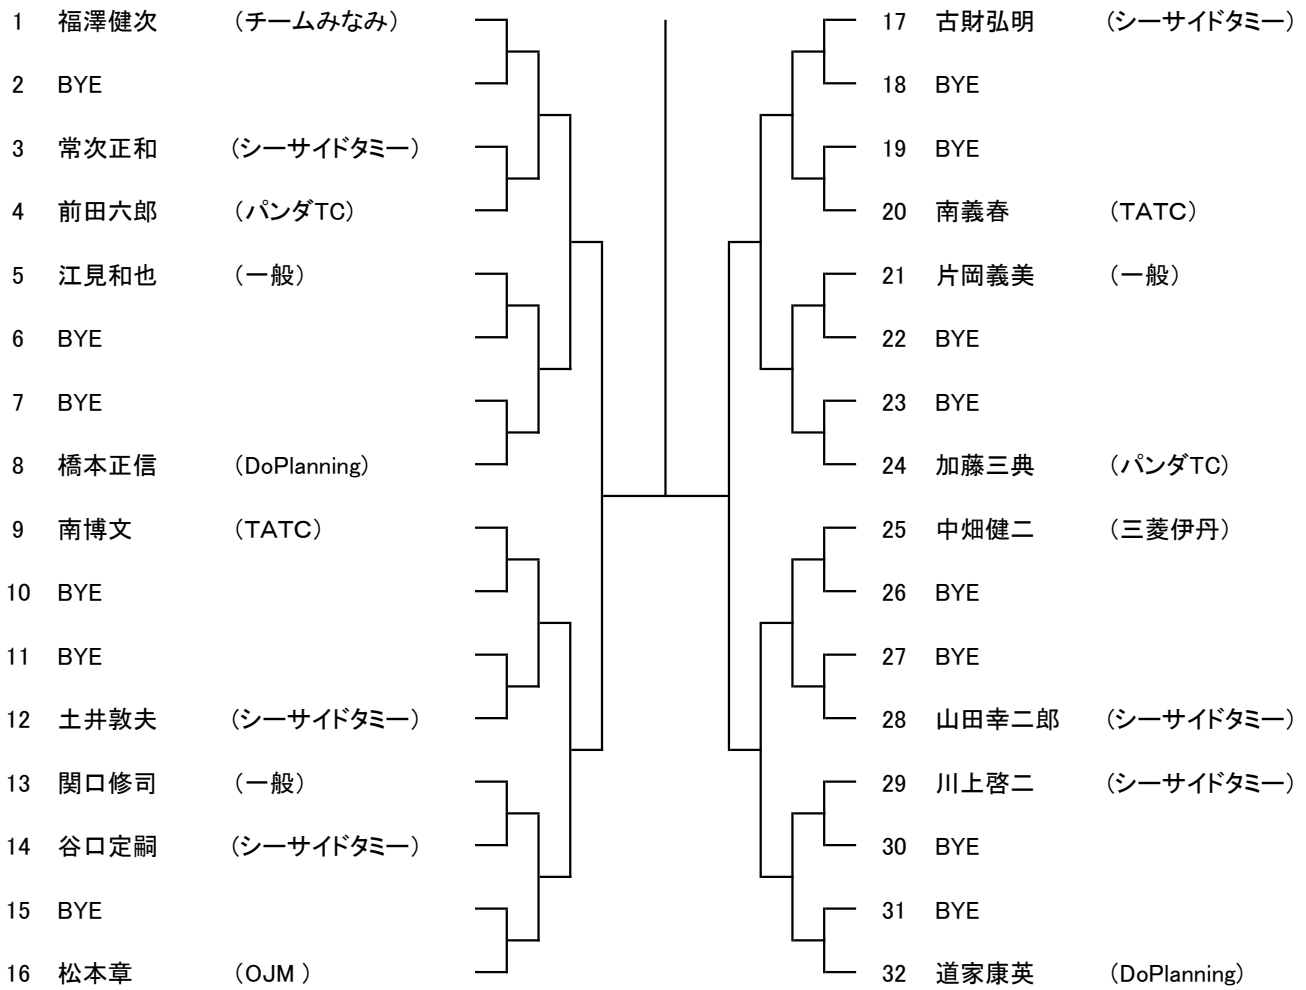 1 福澤健次 （チームみなみ）
2 BYE
3 常次正和 （シーサイドタミー）
4 前田六郎 （パンダTC）
5 江見和也 （一般）
6 BYE
7 BYE
8 橋本正信 （DoPlanning）
9 南博文 （TATC）
10 BYE
11 BYE
12 土井敦夫 （シーサイドタミー）
13 関口修司 （一般）
14 谷口定嗣 （シーサイドタミー）
15 BYE
16 松本章 （OJM ）
17 古財弘明 （シーサイドタミー）
18 BYE
19 BYE
20 南義春 （TATC）
21 片岡義美 （一般）
22 BYE
23 BYE
24 加藤三典 （パンダTC）
25 中畑健二 （三菱伊丹）
26 BYE
27 BYE
28 山田幸二郎 （シーサイドタミー）
29 川上啓二 （シーサイドタミー）
30 BYE
31 BYE
32 道家康英 （DoPlanning）